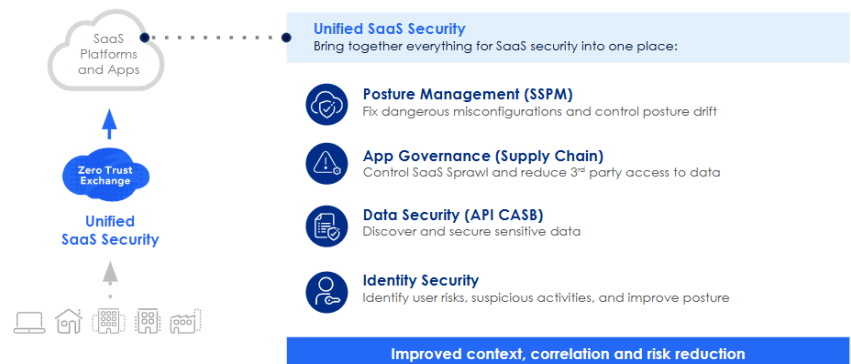 SaaS
Platforms
and Apps
Zero Trust
Exchange
Unified
SaaS Security
Unified SaaS Security
Bring together everything for SaaS security into one place:
Posture Management (SSPM)
Fix dangerous misconfigurations and control posture drift
App Governance (Supply Chain)
Control SaaS Sprawl and reduce 3rd party access to data
Data Security (API CASB)
Discover and secure sensitive data
Identity Security
Identify user risks, suspicious activities, and improve posture
Improved context, correlation and risk reduction